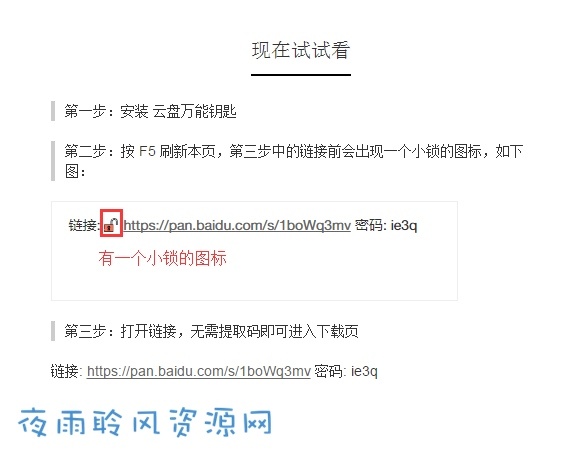 现在试试看
第一步：安装 云盘万能钥匙
第二步：按 F5 刷新本页，第三步中的链接前会出现一个小锁的图标，如下
图：
链接: https://pan.baidu.com/s/1boWq3mv 密码: ie3q
有一个小锁的图标
第三步：打开链接，无需提取码即可进入下载页
链接: https://pan.baidu.com/s/1boWq3mv 密码: ie3q
夜雨聆风资源网